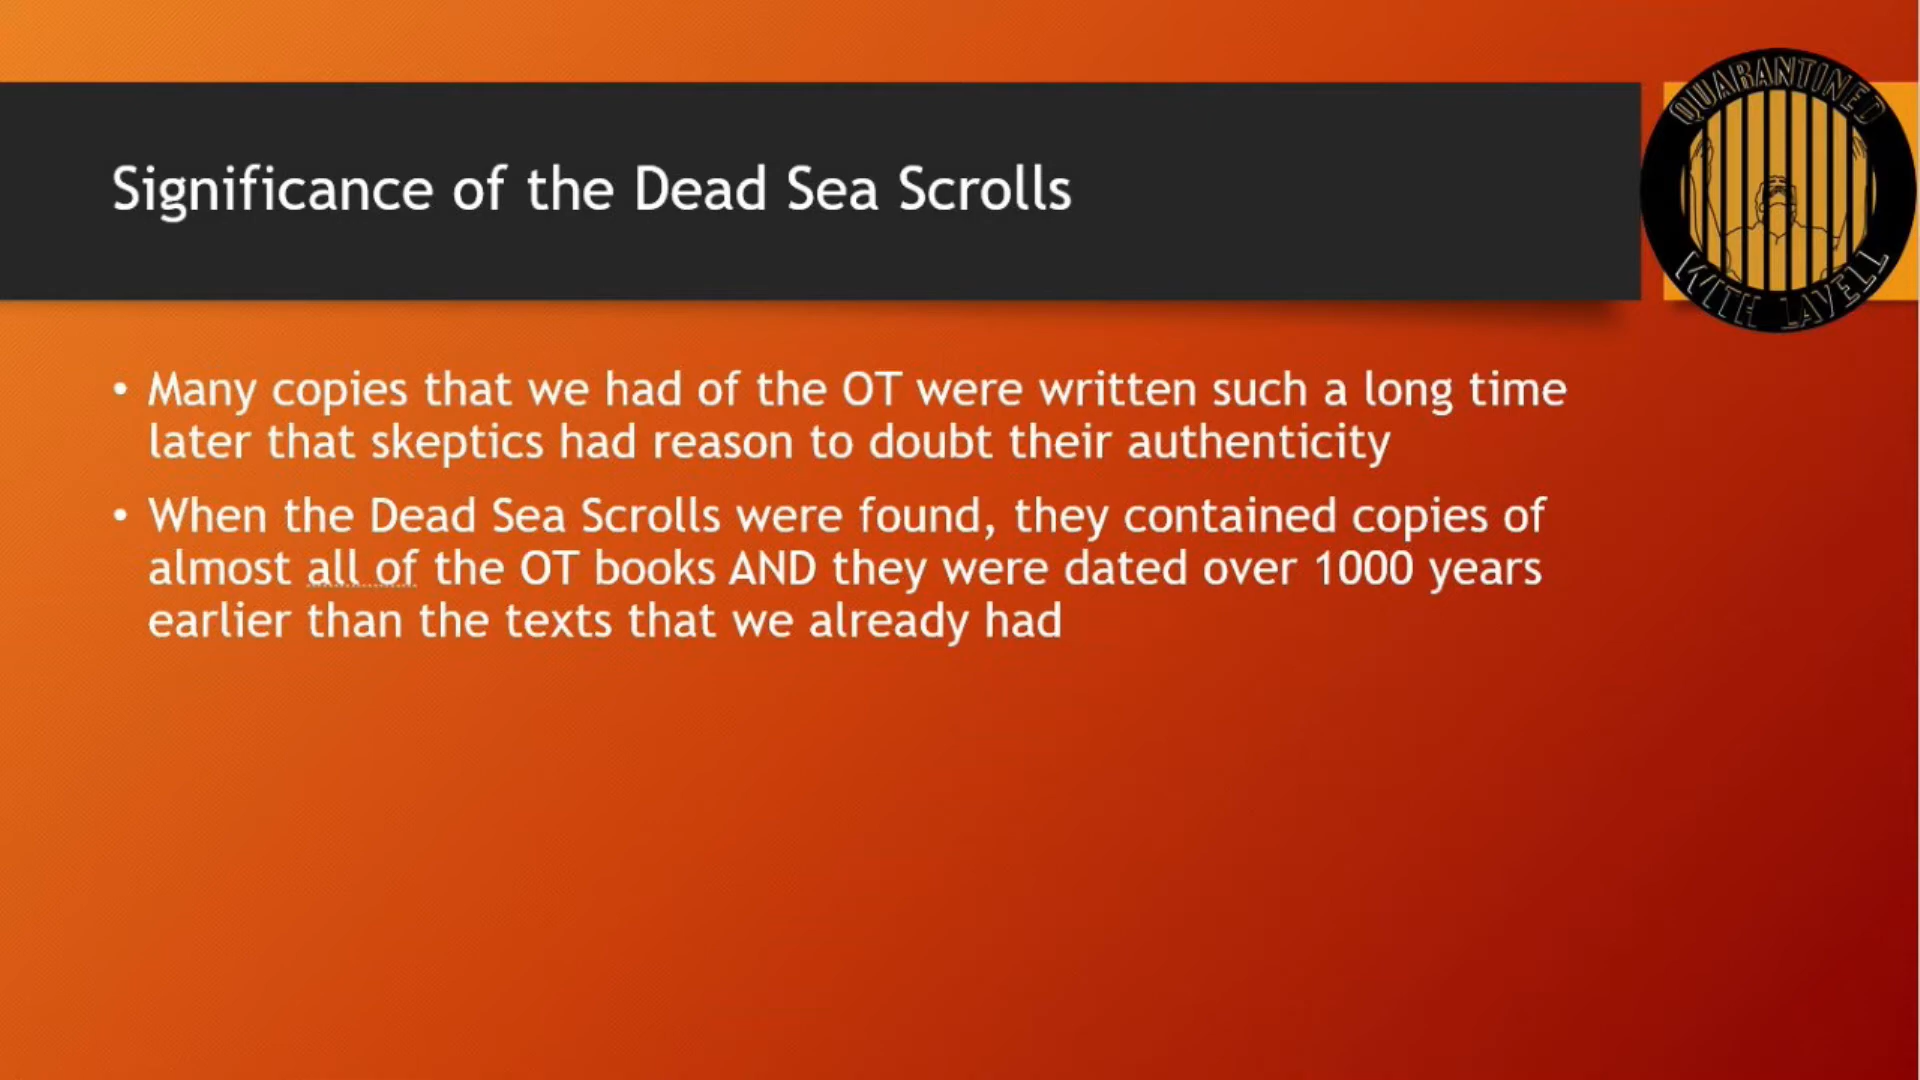 QUARANTINED
WITH LAVELL
Significance of the Dead Sea Scrolls
• Many copies that we had of the OT were written such a long time
later that skeptics had reason to doubt their authenticity
• When the Dead Sea Scrolls were found, they contained copies of
almost all of the OT books AND they were dated over 1000 years
earlier than the texts that we already had